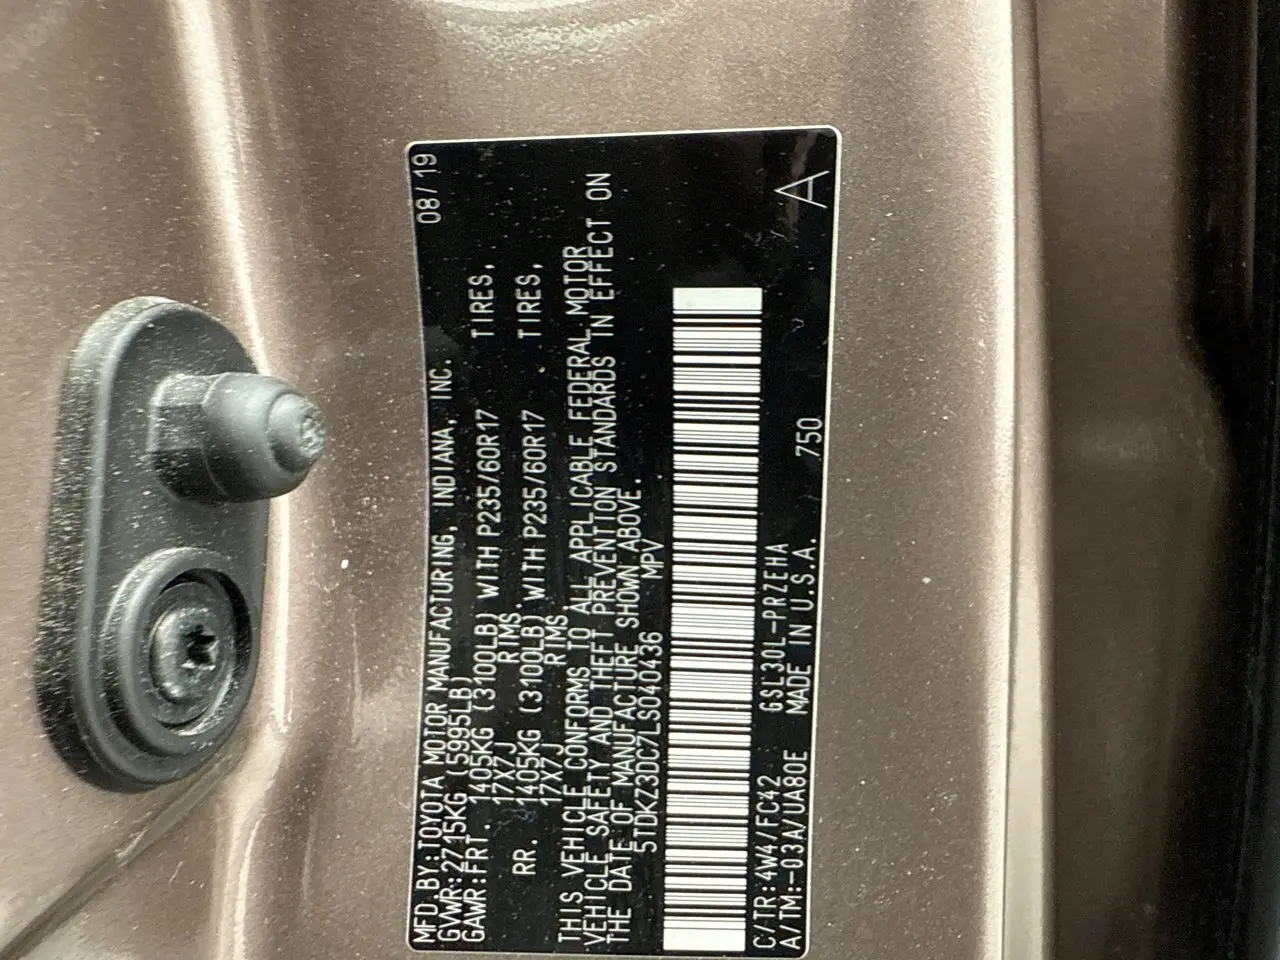 MFD.BY:TOYOTA MOTOR MANUFACTURING, INDIANA, INC. 08/19
GVWR:2715KG (5995LB)
GAWR:FRT. 1405KG (3100LB) WITH P235/60R17 TIRES,
17X7J RIMS,
RR. 1405KG (3100LB) WITH P235/60R17 TIRES,
17X7J RIMS.
THIS VEHICLE CONFORMS TO ALL APPLICABLE FEDERAL MOTOR
VEHICLE SAFETY AND THEFT PREVENTION STANDARDS IN EFFECT ON
THE DATE OF MANUFACTURE SHOWN ABOVE.
5TDKZ3DC7LS040436 MPV
C/TR:4W4/FC42 GSL30L-PRZEHA
A/TM:-03A/UA80E MADE IN U.S.A. 750
A